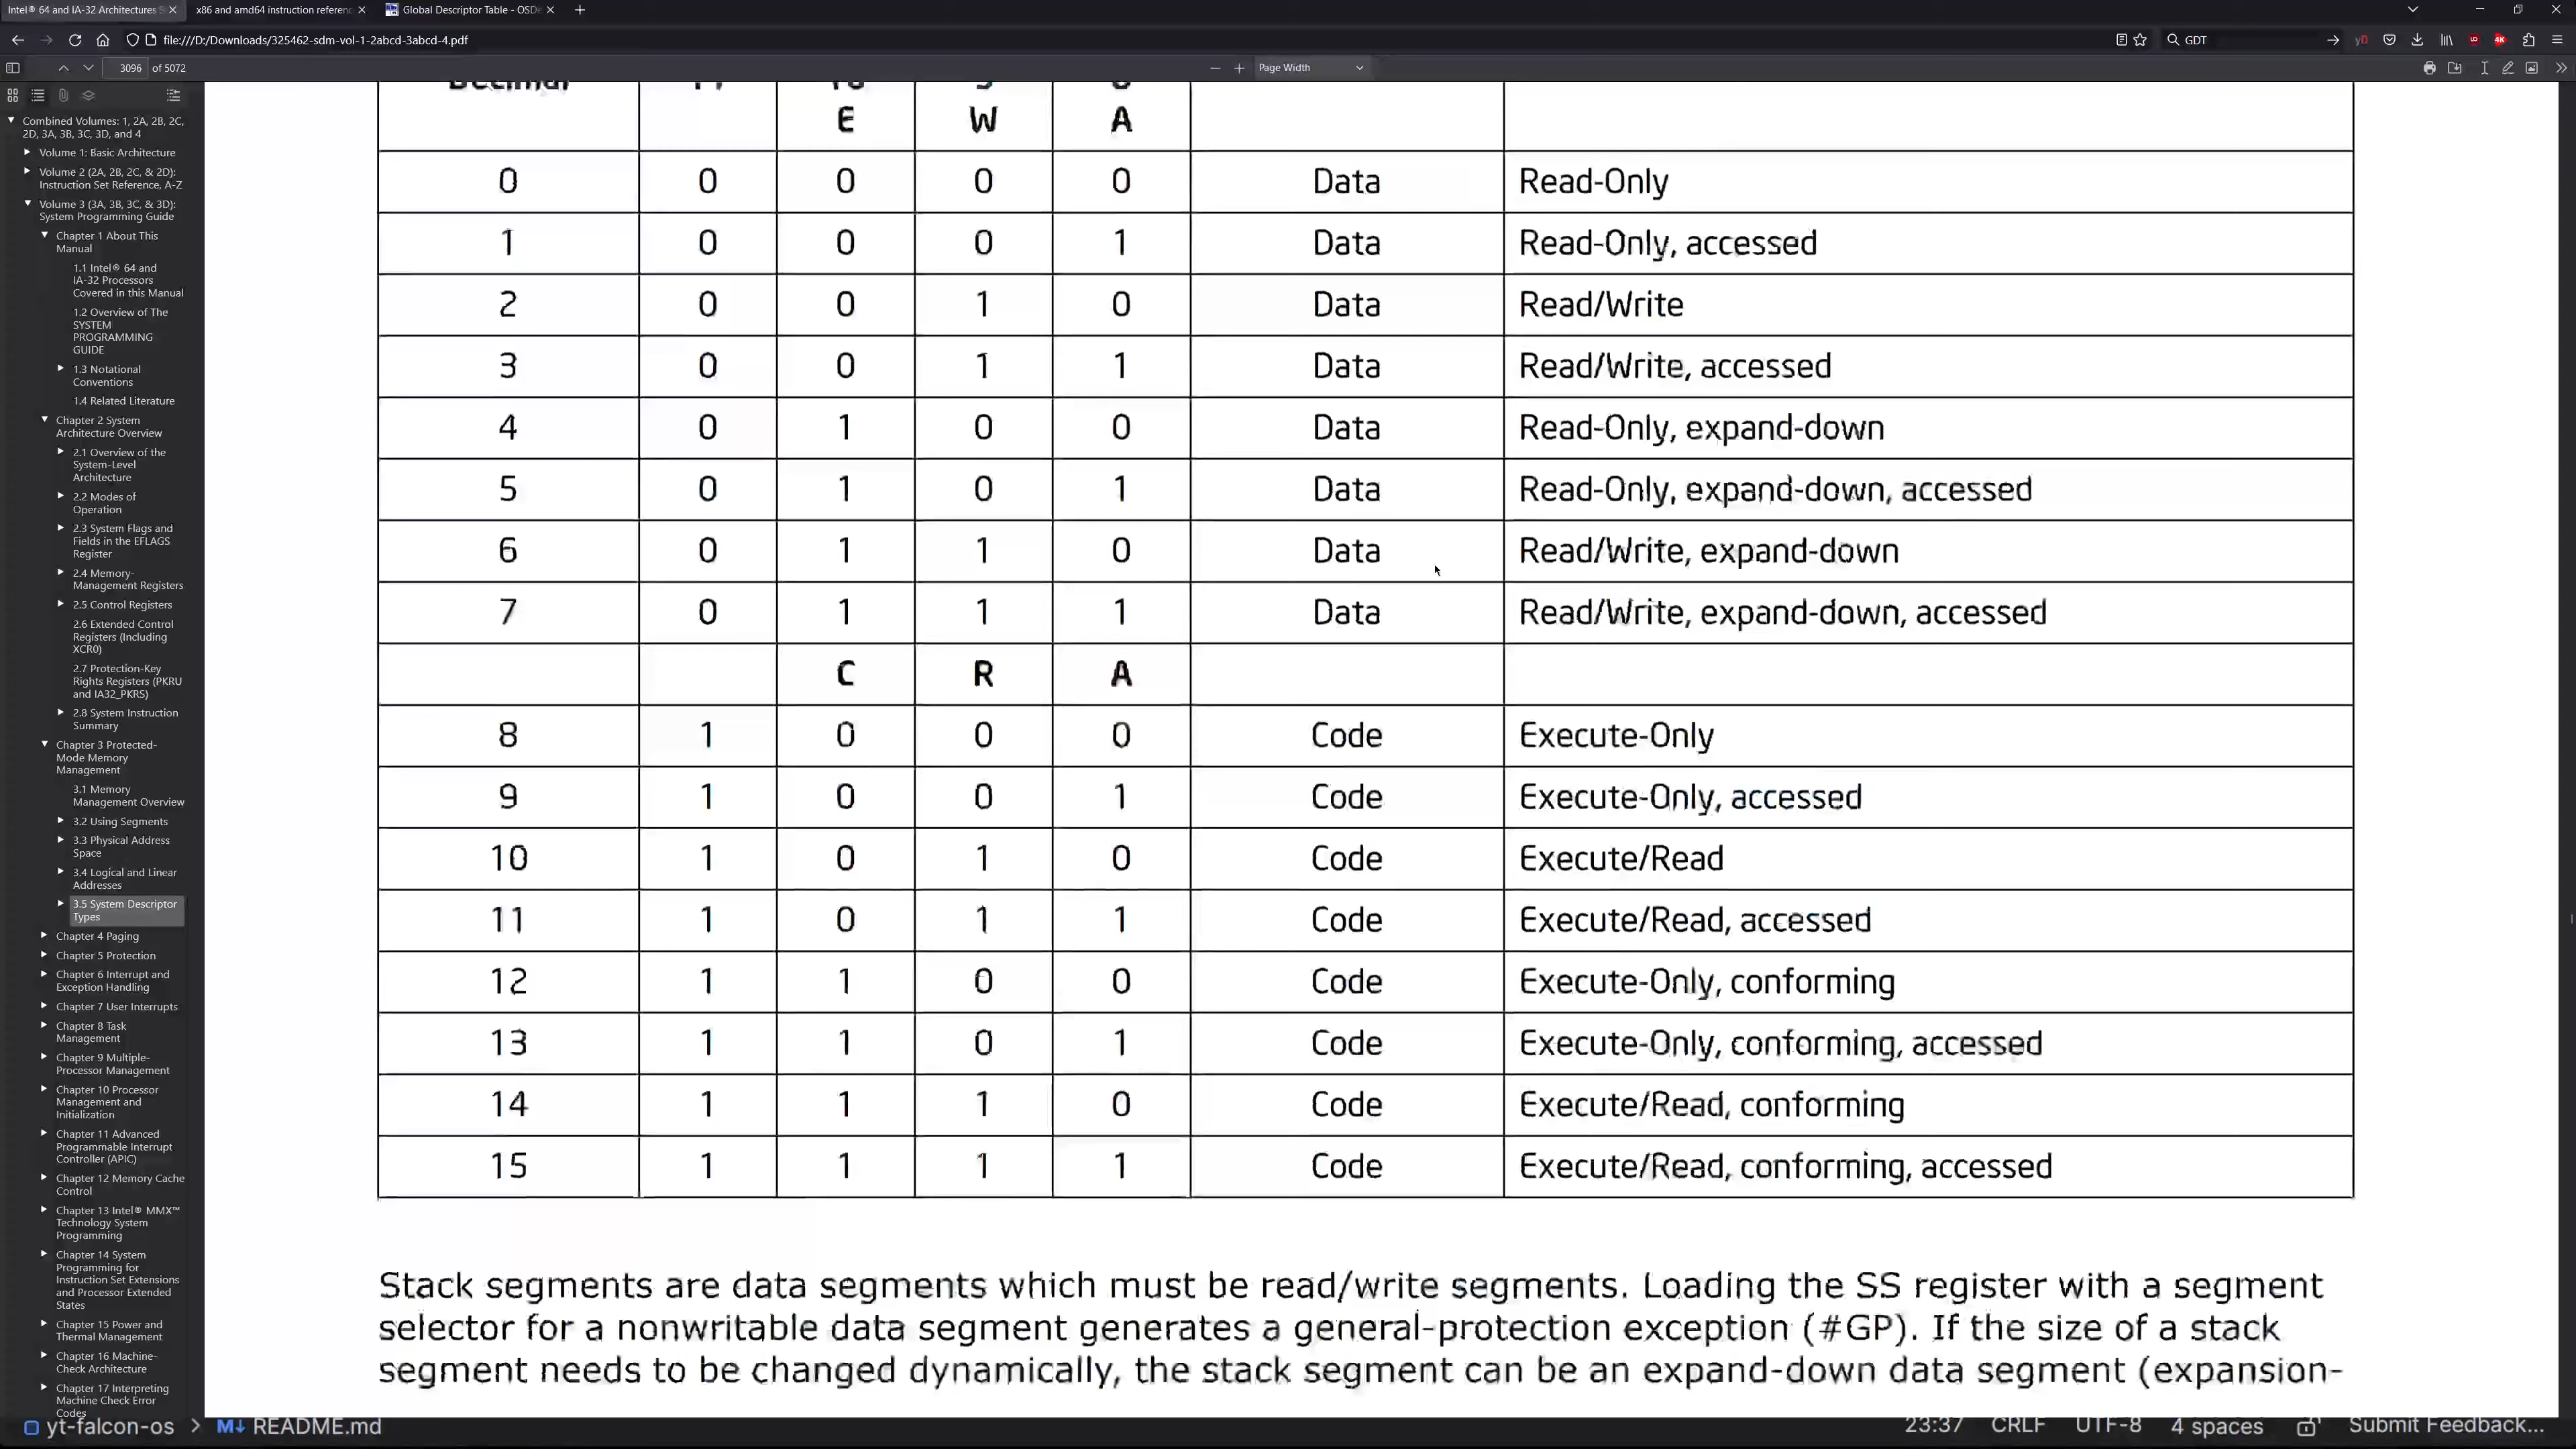 Intel® 64 and IA-32 Architectures S
x86 and amd64 instruction referenc
Global Descriptor Table - OSDe
file:///D:/Downloads/325462-sdm-vol-1-2abcd-3abcd-4.pdf
GDT
3096 of 5072
Page Width
Combined Volumes: 1, 2A, 2B, 2C,
2D, 3A, 3B, 3C, 3D, and 4
Volume 1: Basic Architecture
Volume 2 (2A, 2B, 2C, & 2D):
Instruction Set Reference, A-Z
Volume 3 (3A, 3B, 3C, & 3D):
System Programming Guide
Chapter 1 About This
Manual
1.1 Intel® 64 and
IA-32 Processors
Covered in this Manual
1.2 Overview of The
SYSTEM
PROGRAMMING
GUIDE
1.3 Notational
Conventions
1.4 Related Literature
Chapter 2 System
Architecture Overview
2.1 Overview of the
System-Level
Architecture
2.2 Modes of
Operation
2.3 System Flags and
Fields in the EFLAGS
Register
2.4 Memory-
Management Registers
2.5 Control Registers
2.6 Extended Control
Registers (Including
XCR0)
2.7 Protection-Key
Rights Registers (PKRU
and IA32_PKRS)
2.8 System Instruction
Summary
Chapter 3 Protected-
Mode Memory
Management
3.1 Memory
Management Overview
3.2 Using Segments
3.3 Physical Address
Space
3.4 Logical and Linear
Addresses
3.5 System Descriptor
Types
Chapter 4 Paging
Chapter 5 Protection
Chapter 6 Interrupt and
Exception Handling
Chapter 7 User Interrupts
Chapter 8 Task
Management
Chapter 9 Multiple-
Processor Management
Chapter 10 Processor
Management and
Initialization
Chapter 11 Advanced
Programmable Interrupt
Controller (APIC)
Chapter 12 Memory Cache
Control
Chapter 13 Intel® MMX™
Technology System
Programming
Chapter 14 System
Programming for
Instruction Set Extensions
and Processor Extended
States
Chapter 15 Power and
Thermal Management
Chapter 16 Machine-
Check Architecture
Chapter 17 Interpreting
Machine Check Error
Codes
E W A
0 0 0 0 0 Data Read-Only
1 0 0 0 1 Data Read-Only, accessed
2 0 0 1 0 Data Read/Write
3 0 0 1 1 Data Read/Write, accessed
4 0 1 0 0 Data Read-Only, expand-down
5 0 1 0 1 Data Read-Only, expand-down, accessed
6 0 1 1 0 Data Read/Write, expand-down
7 0 1 1 1 Data Read/Write, expand-down, accessed
C R A
8 1 0 0 0 Code Execute-Only
9 1 0 0 1 Code Execute-Only, accessed
10 1 0 1 0 Code Execute/Read
11 1 0 1 1 Code Execute/Read, accessed
12 1 1 0 0 Code Execute-Only, conforming
13 1 1 0 1 Code Execute-Only, conforming, accessed
14 1 1 1 0 Code Execute/Read, conforming
15 1 1 1 1 Code Execute/Read, conforming, accessed
Stack segments are data segments which must be read/write segments. Loading the SS register with a segment
selector for a nonwritable data segment generates a general-protection exception (#GP). If the size of a stack
segment needs to be changed dynamically, the stack segment can be an expand-down data segment (expansion-
yt-falcon-os > M↓ README.md 23:37 CRLF UTF-8 4 spaces Submit Feedback...